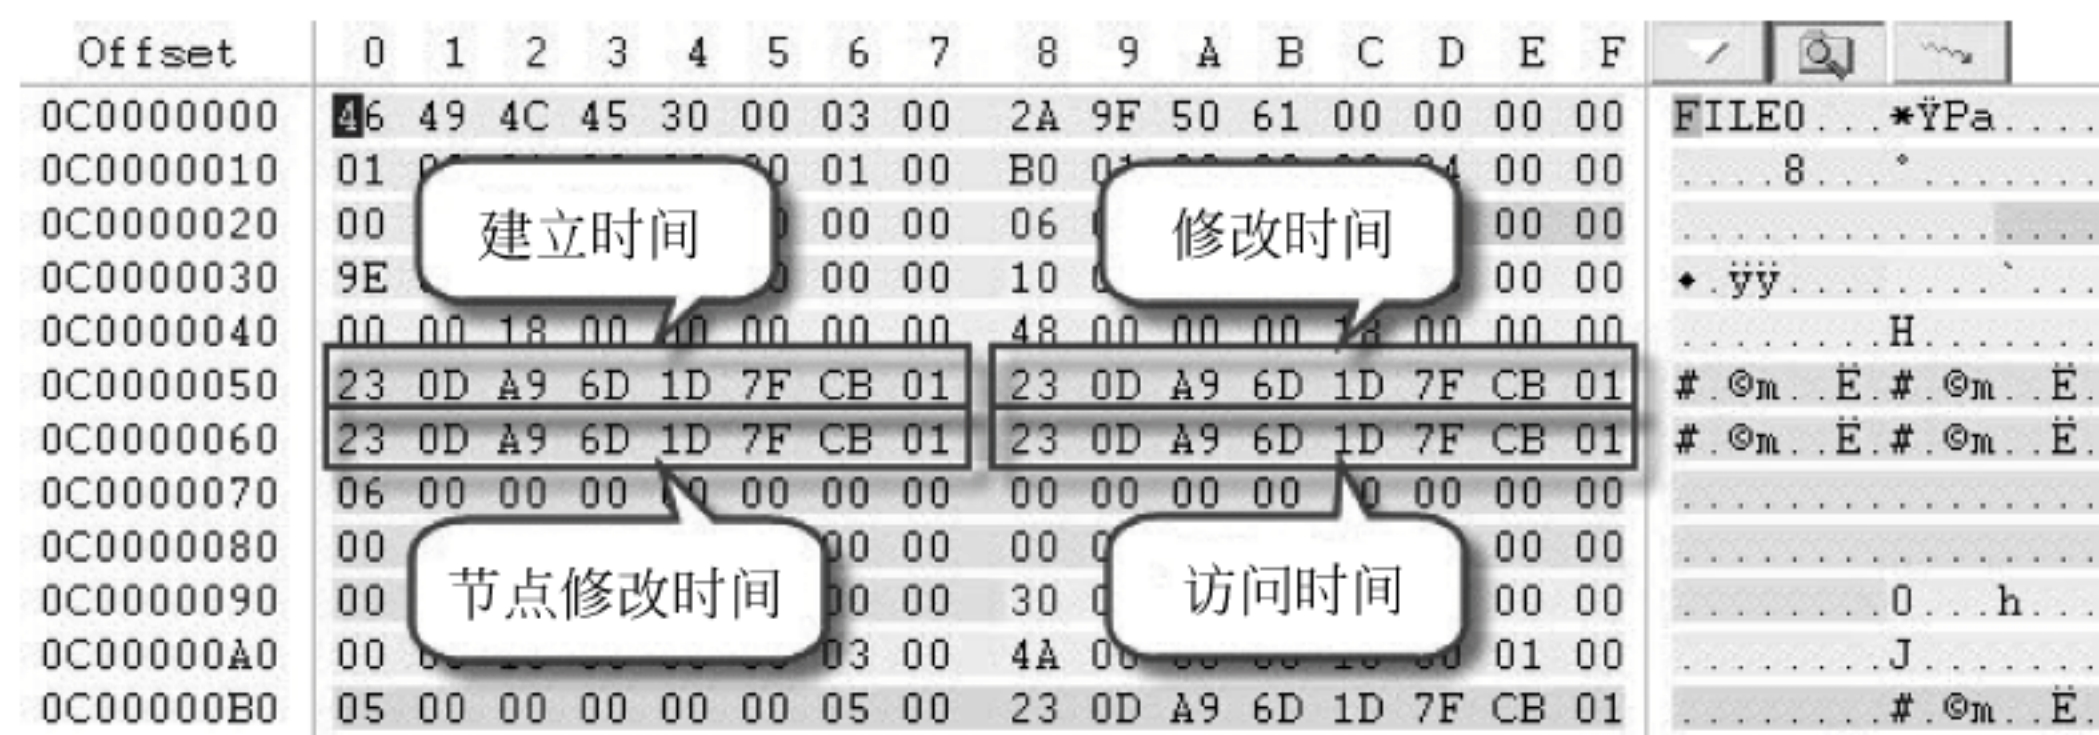 Offset 0 1 2 3 4 5 6 7 8 9 A B C D E F
0C0000000 46 49 4C 45 30 00 03 00 2A 9F 50 61 00 00 00 00 FILE0...*ŸPa....
0C0000010 01 01 00 B0 00 00 .....8...°........
建立时间 修改时间
0C0000020 00 00 00 06 00 00 ................
0C0000030 9E 00 00 10 00 00 ♦.ÿÿ.........`...
0C0000040 00 00 18 00 00 00 00 00 48 00 00 00 18 00 00 00 ........H.......
0C0000050 23 0D A9 6D 1D 7F CB 01 23 0D A9 6D 1D 7F CB 01 #.©m..Ë.#.©m..Ë.
0C0000060 23 0D A9 6D 1D 7F CB 01 23 0D A9 6D 1D 7F CB 01 #.©m..Ë.#.©m..Ë.
0C0000070 06 00 00 00 00 00 00 00 00 00 00 00 00 00 00 ................
0C0000080 00 00 00 00 00 00 ................
节点修改时间 访问时间
0C0000090 00 00 00 30 00 00 ........0...h...
0C00000A0 00 03 00 4A 01 00 ........J.......
0C00000B0 05 00 00 00 00 00 05 00 23 0D A9 6D 1D 7F CB 01 ........#.©m..Ë.